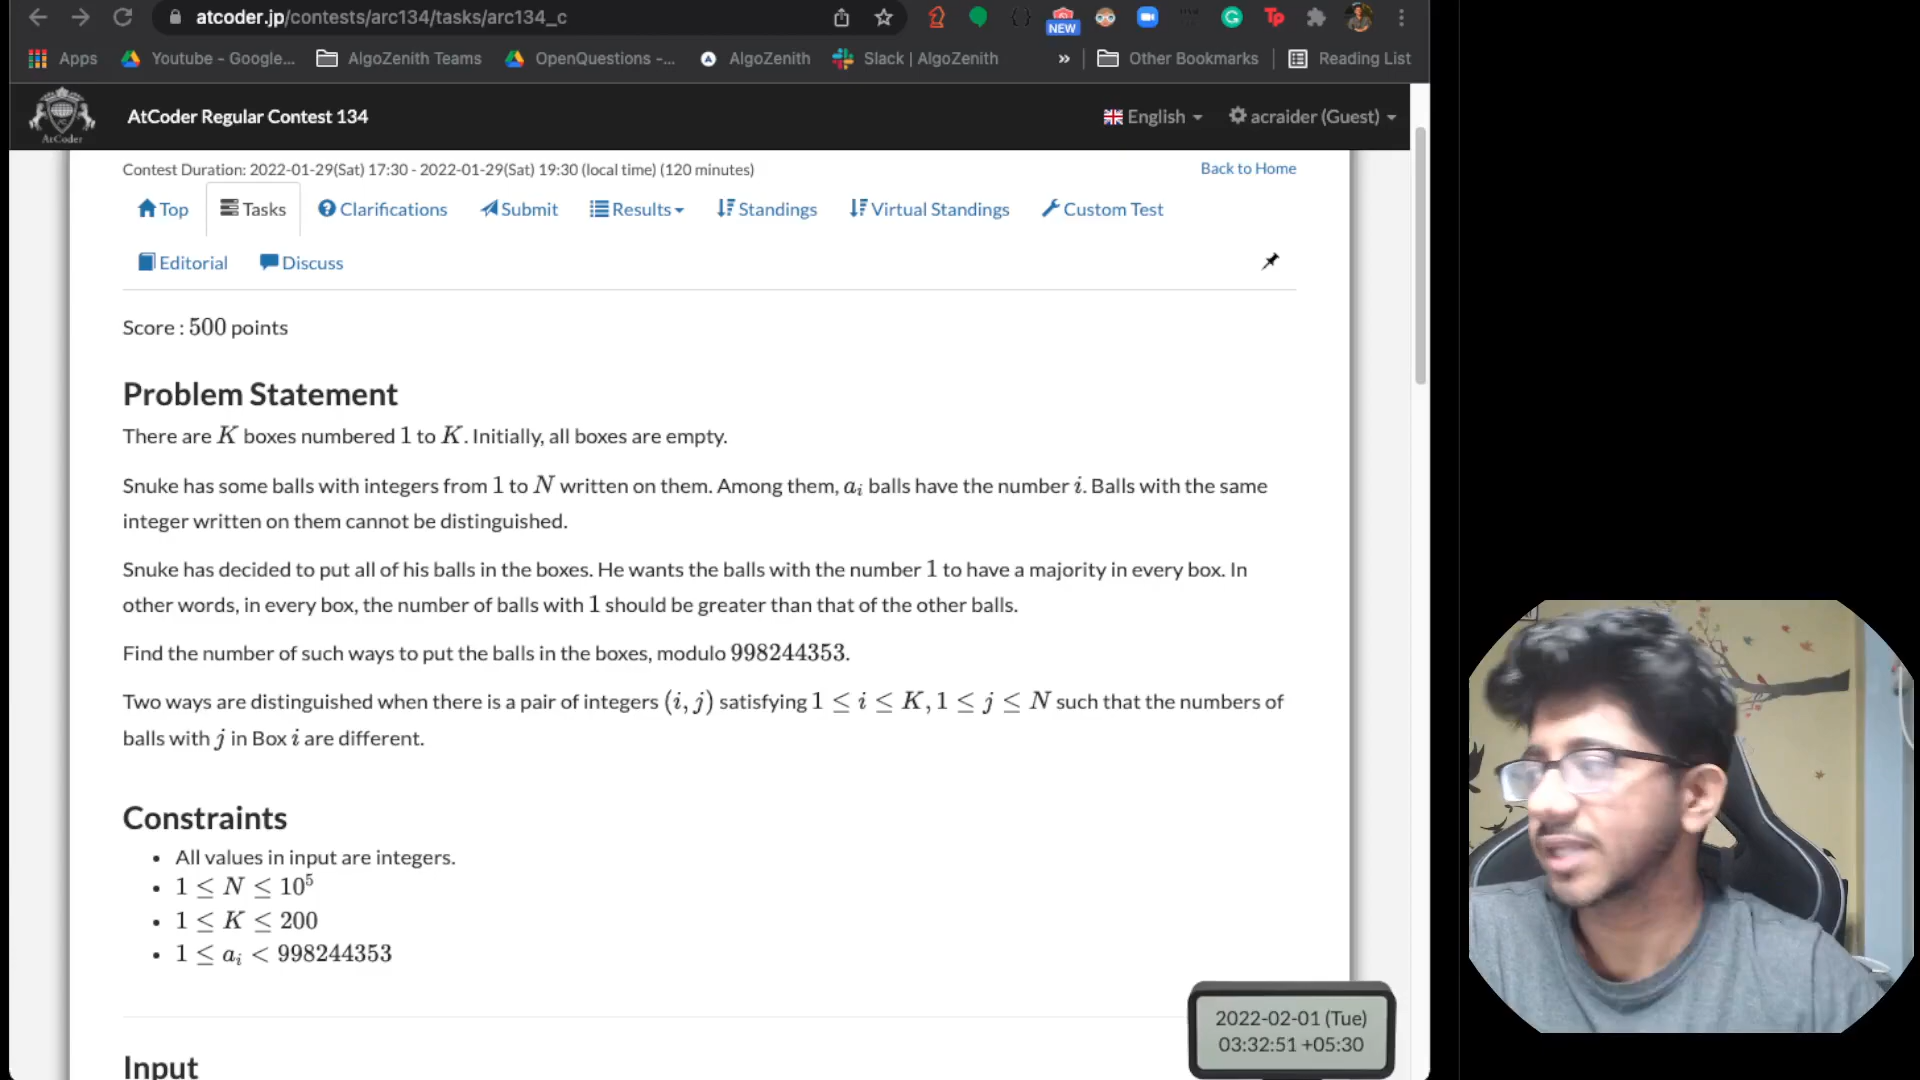 atcoder.jp/contests/arc134/tasks/arc134_c
NEW
Tp
Apps
Youtube - Google...
AlgoZenith Teams
OpenQuestions -...
AlgoZenith
Slack | AlgoZenith
»
Other Bookmarks
Reading List
AtCoder
AtCoder Regular Contest 134
English
acraider (Guest)
Contest Duration: 2022-01-29(Sat) 17:30 - 2022-01-29(Sat) 19:30 (local time) (120 minutes)
Back to Home
Top
Tasks
Clarifications
Submit
Results
Standings
Virtual Standings
Custom Test
Editorial
Discuss
Score : 500 points
Problem Statement
There are K boxes numbered 1 to K. Initially, all boxes are empty.
Snuke has some balls with integers from 1 to N written on them. Among them, aᵢ balls have the number i. Balls with the same
integer written on them cannot be distinguished.
Snuke has decided to put all of his balls in the boxes. He wants the balls with the number 1 to have a majority in every box. In
other words, in every box, the number of balls with 1 should be greater than that of the other balls.
Find the number of such ways to put the balls in the boxes, modulo 998244353.
Two ways are distinguished when there is a pair of integers (i, j) satisfying 1 ≤ i ≤ K, 1 ≤ j ≤ N such that the numbers of
balls with j in Box i are different.
Constraints
• All values in input are integers.
• 1 ≤ N ≤ 10⁵
• 1 ≤ K ≤ 200
• 1 ≤ aᵢ < 998244353
Input
2022-02-01 (Tue)
03:32:51 +05:30